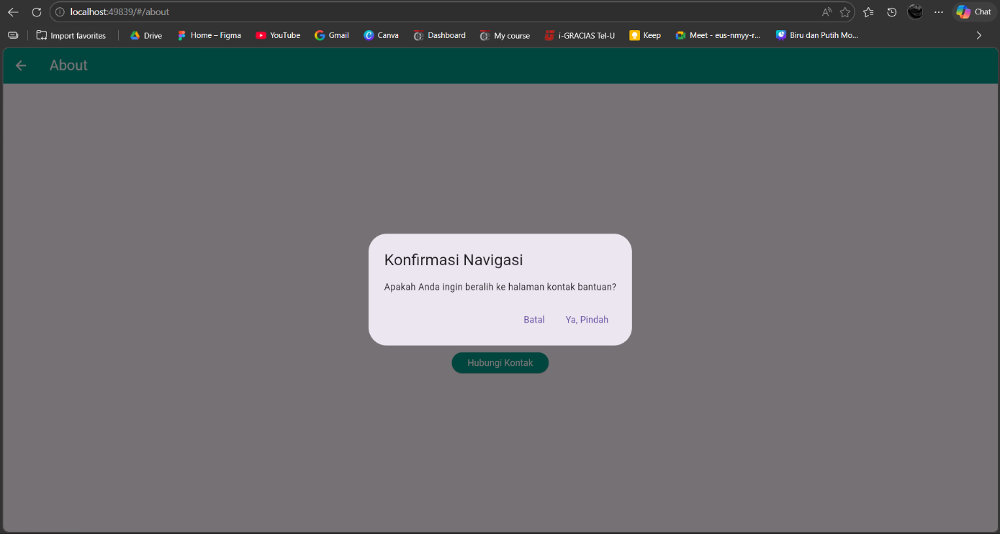 localhost:49839/#/about
Chat
Import favorites
Drive
Home – Figma
YouTube
Gmail
Canva
Dashboard
My course
i-GRACIAS Tel-U
Keep
Meet - eus-nmyy-r...
Biru dan Putih Mo...
About
Konfirmasi Navigasi
Apakah Anda ingin beralih ke halaman kontak bantuan?
Batal
Ya, Pindah
Hubungi Kontak